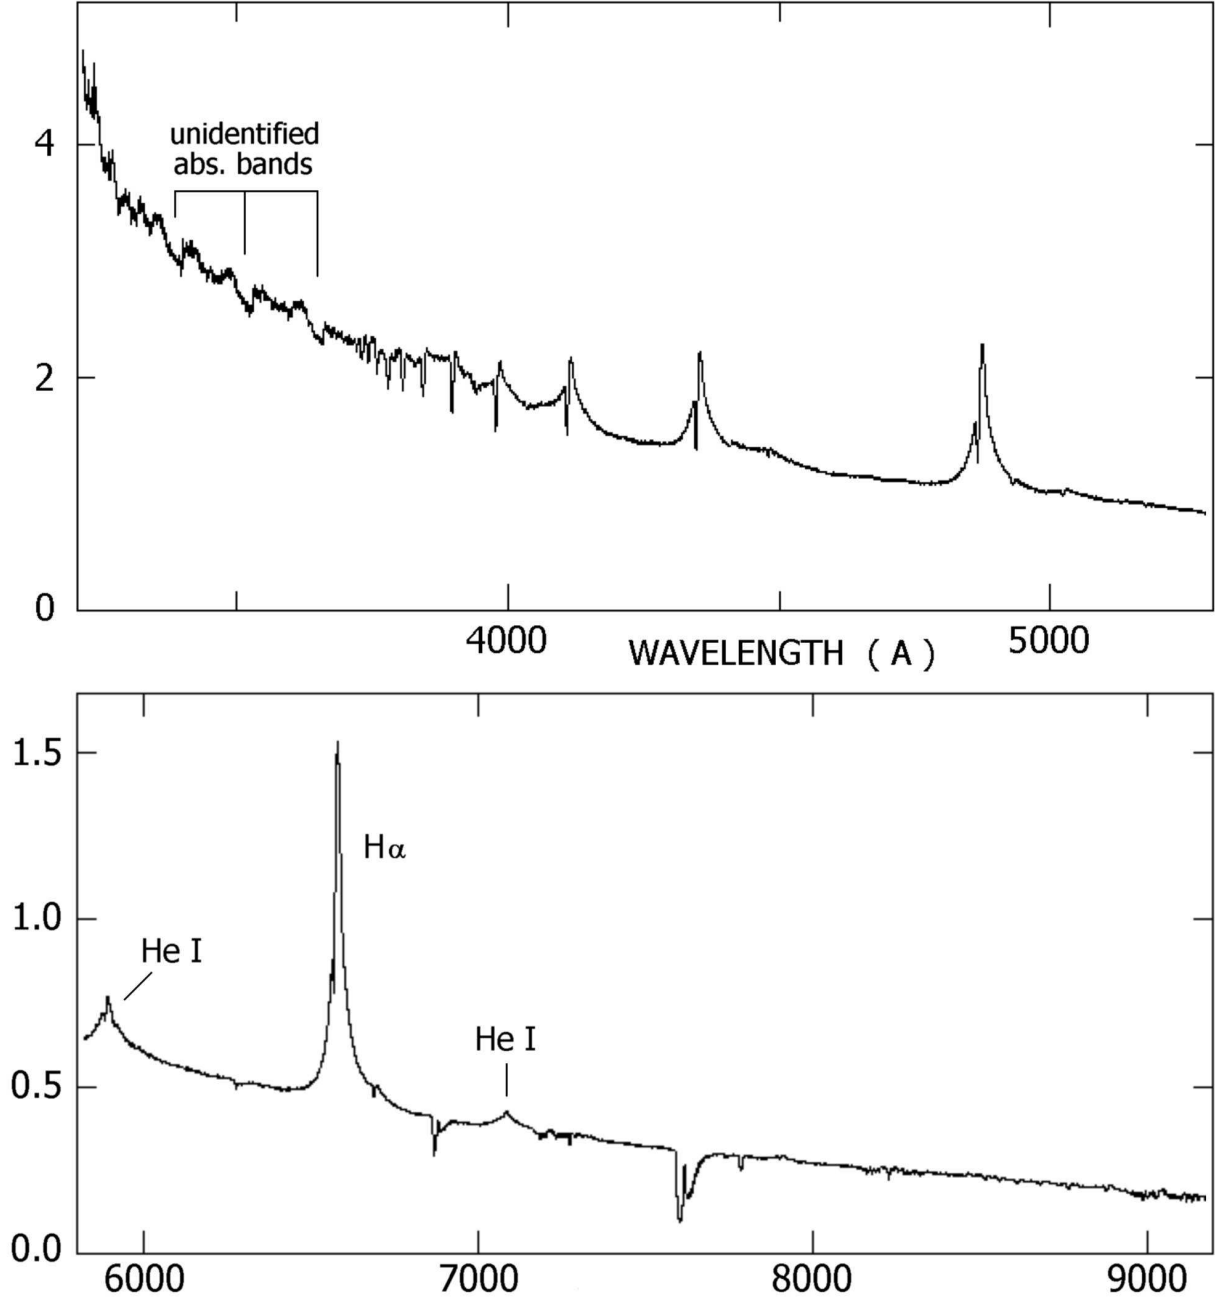 4
unidentified
abs. bands
2
0
4000
5000
WAVELENGTH ( A )
1.5
Hα
1.0
He I
He I
0.5
0.0
6000
7000
8000
9000